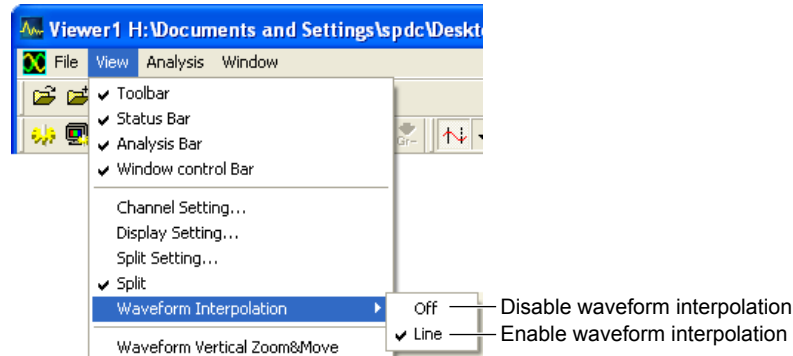 Viewer1 H:\Documents and Settings\spdc\Deskt
File View Analysis Window
Toolbar
Status Bar
Analysis Bar
Window control Bar
Gr-
Channel Setting...
Display Setting...
Split Setting...
Split
Waveform Interpolation
Off
Disable waveform interpolation
Line
Enable waveform interpolation
Waveform Vertical Zoom&Move